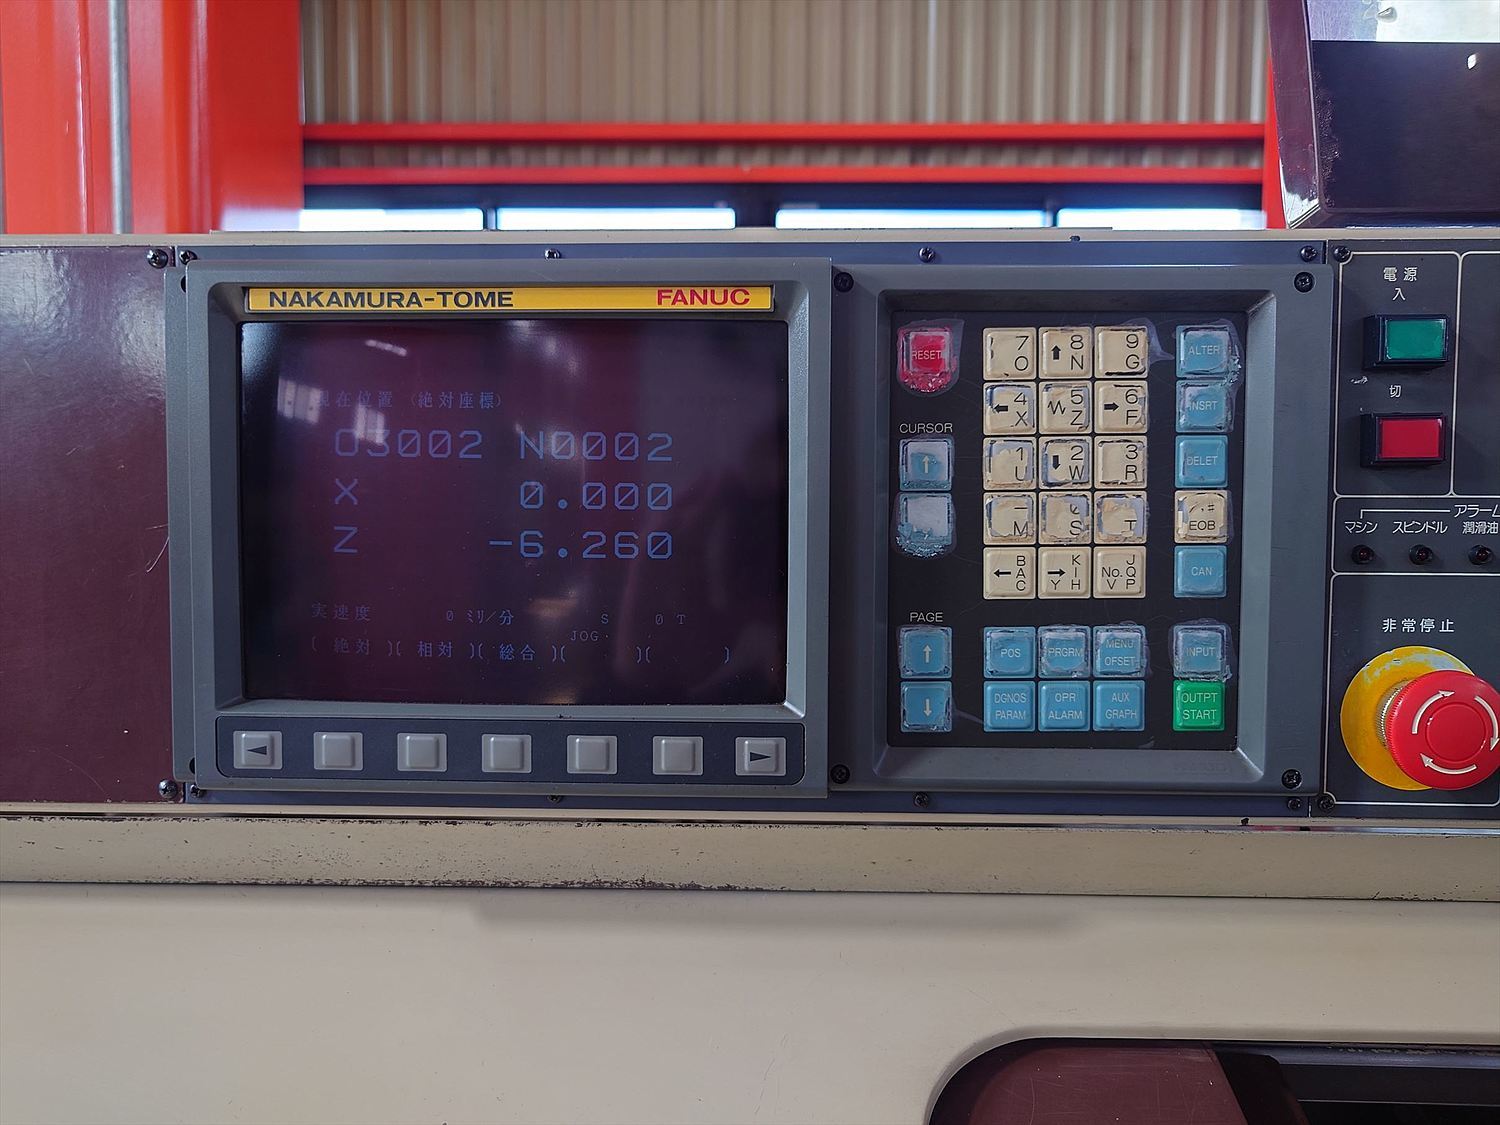 NAKAMURA-TOME FANUC
現在位置 (絶対座標)
O3002 N0002
X 0.000
Z -6.260
実速度 0 ミリ/分 S 0 T
JOG
[ 絶対 ][ 相対 ][ 総合 ][ ][ ]
RESET
CURSOR
↑
7 O
↑ 8 N
9 G
ALTER
← 4 X
5 Z
→ 6 F
INSRT
1 U
↓ 2 W
3 R
DELET
- M
S
T
EOB
← B A C
→ K I H Y
No. J Q P V
CAN
PAGE
↑
↓
POS
PRGRM
MENU OFSET
INPUT
DGNOS PARAM
OPR ALARM
AUX GRAPH
OUTPT START
電源
入
切
アラーム
マシン スピンドル 潤滑油
非常停止